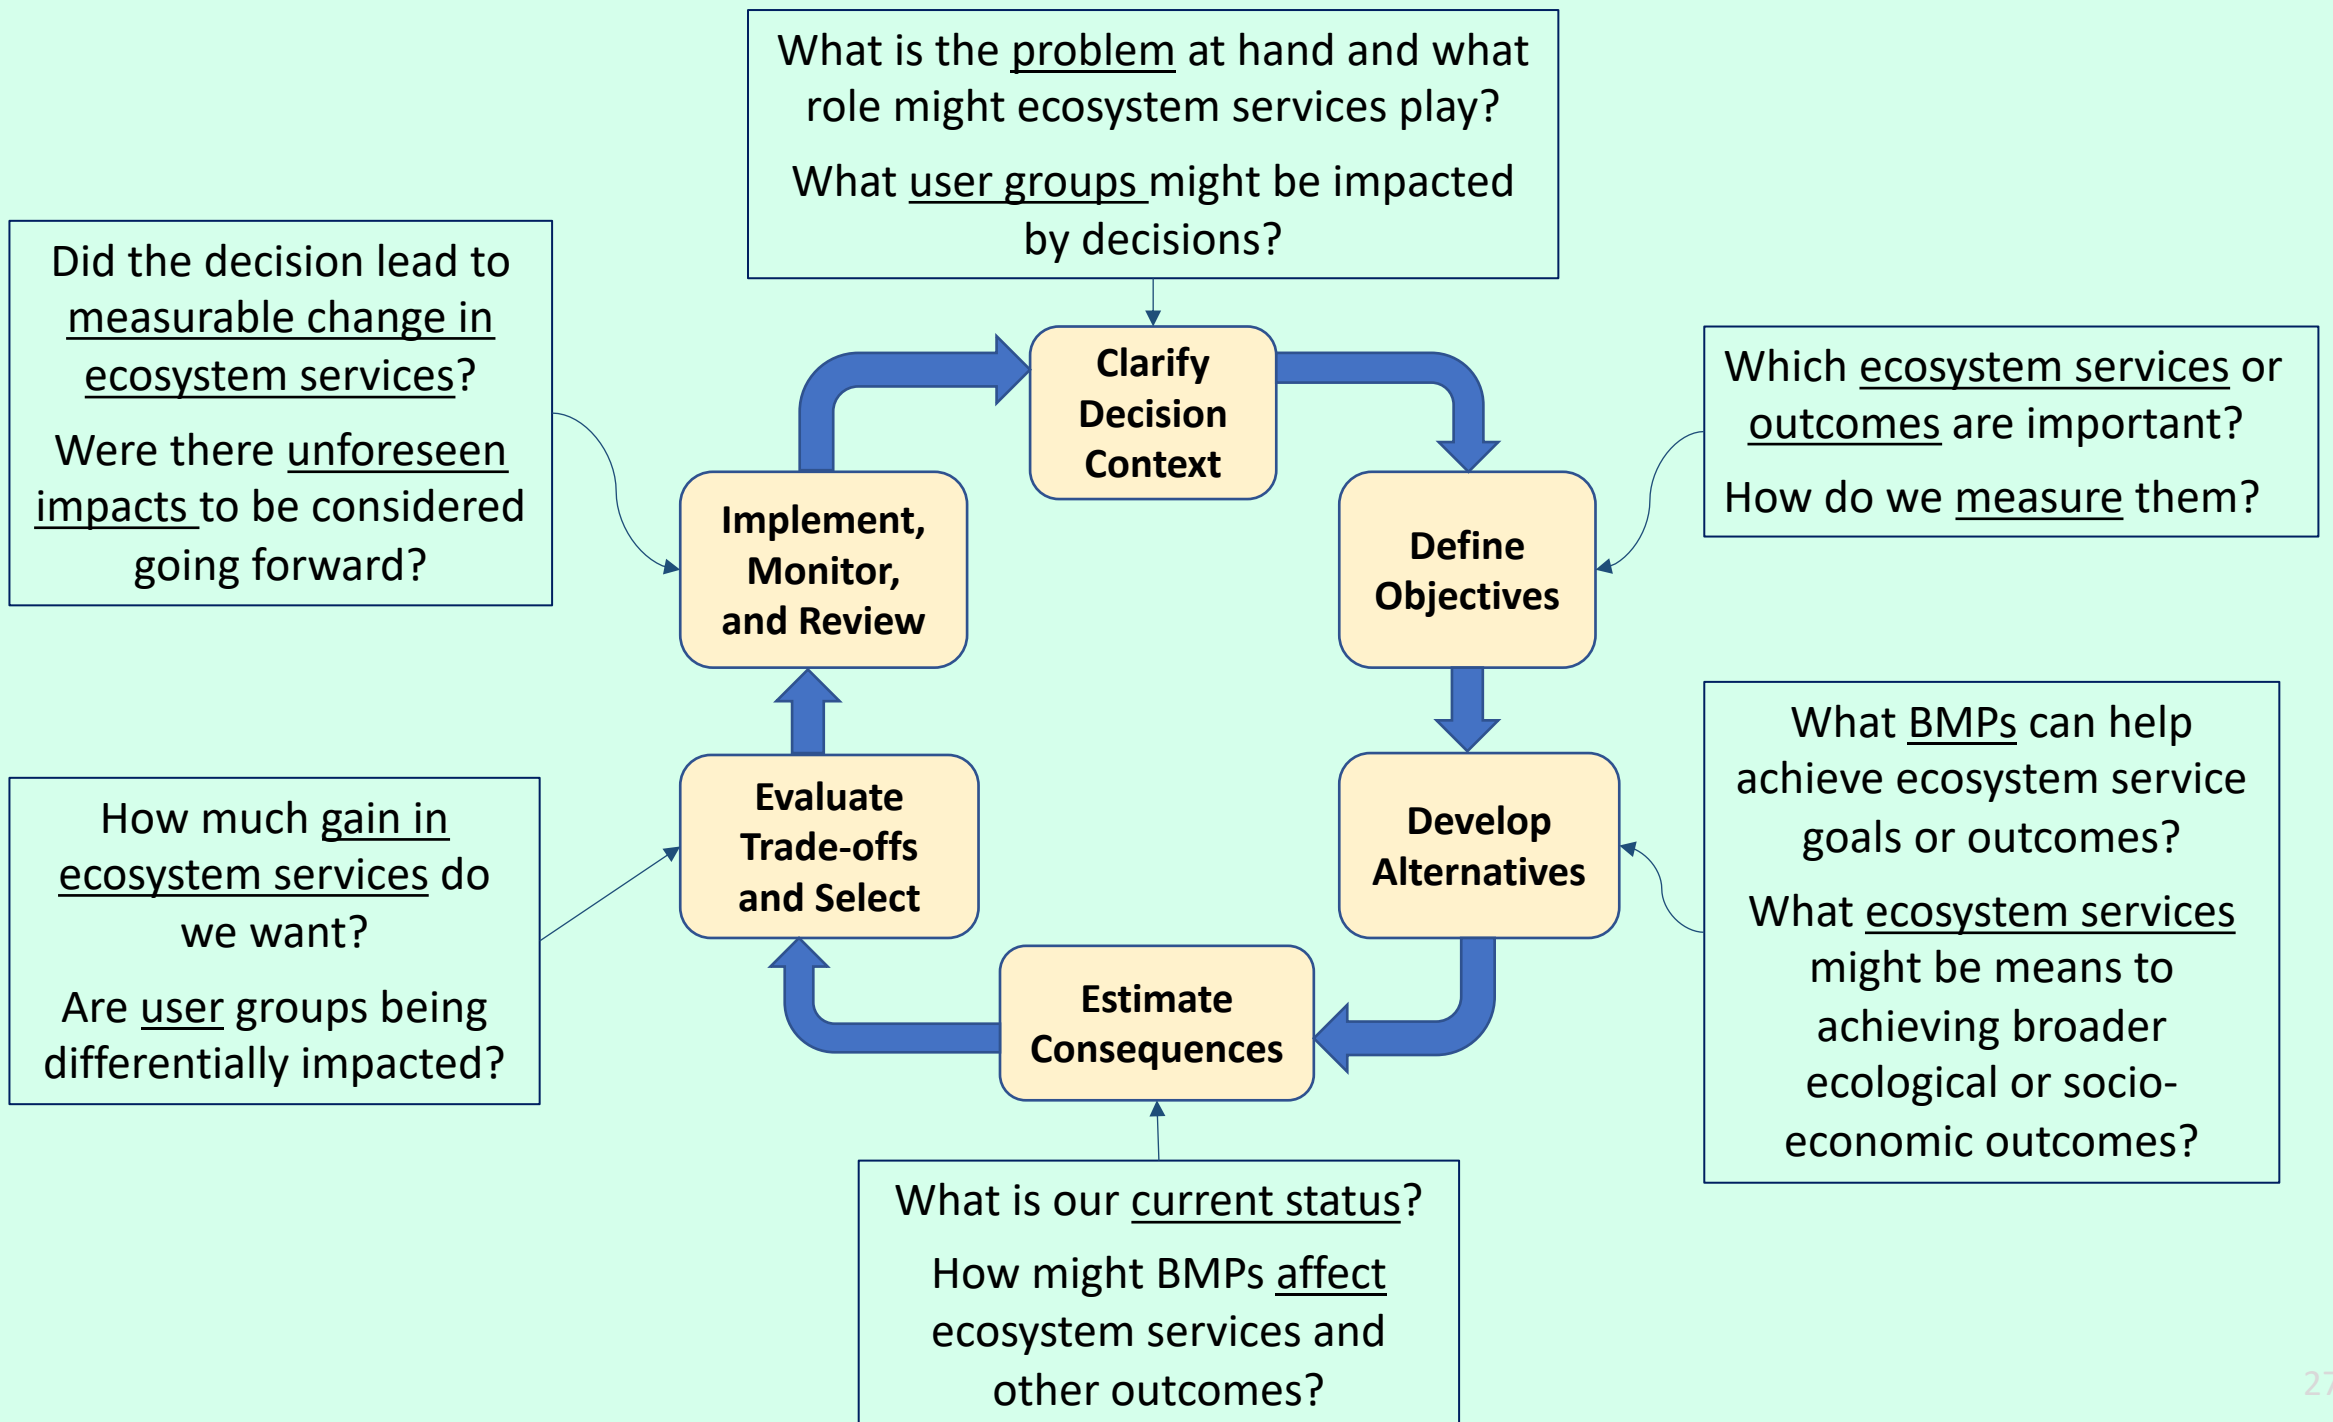 What is the problem at hand and what
role might ecosystem services play?
What user groups might be impacted
by decisions?
Did the decision lead to
measurable change in
ecosystem services?
Were there unforeseen
impacts to be considered
going forward?
Clarify
Decision
Context
Which ecosystem services or
outcomes are important?
How do we measure them?
Implement,
Monitor,
and Review
Define
Objectives
What BMPs can help
achieve ecosystem service
goals or outcomes?
What ecosystem services
might be means to
achieving broader
ecological or socio-
economic outcomes?
How much gain in
ecosystem services do
we want?
Are user groups being
differentially impacted?
Evaluate
Trade-offs
and Select
Develop
Alternatives
Estimate
Consequences
What is our current status?
How might BMPs affect
ecosystem services and
other outcomes?
27